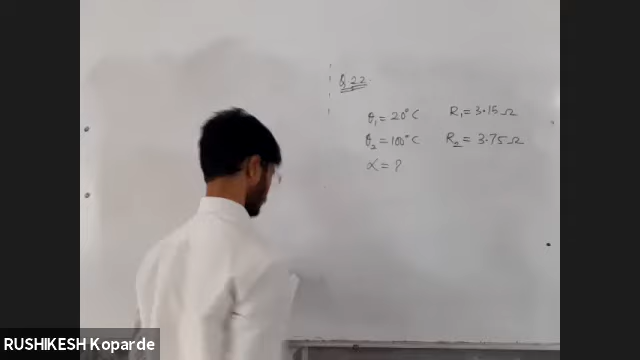 Q.22.
θ₁ = 20°C R₁ = 3.15 Ω
θ₂ = 100°C R₂ = 3.75 Ω
α = ?
RUSHIKESH Koparde